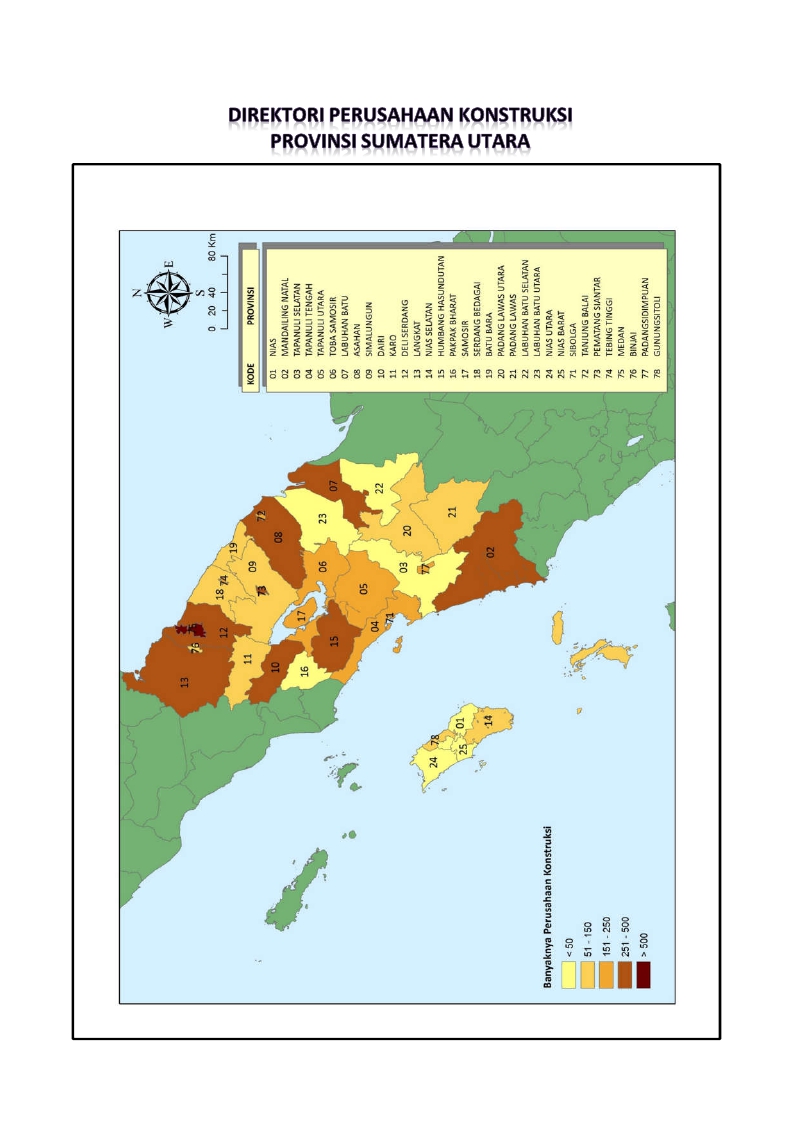 DIREKTORI PERUSAHAAN KONSTRUKSI
PROVINSI SUMATERA UTARA
N
E
S
W
0 20 40 80 Km
KODE PROVINSI
01 NIAS
02 MANDAILING NATAL
03 TAPANULI SELATAN
04 TAPANULI TENGAH
05 TAPANULI UTARA
06 TOBA SAMOSIR
07 LABUHAN BATU
08 ASAHAN
09 SIMALUNGUN
10 DAIRI
11 KARO
12 DELI SERDANG
13 LANGKAT
14 NIAS SELATAN
15 HUMBANG HASUNDUTAN
16 PAKPAK BHARAT
17 SAMOSIR
18 SERDANG BEDAGAI
19 BATU BARA
20 PADANG LAWAS UTARA
21 PADANG LAWAS
22 LABUHAN BATU SELATAN
23 LABUHAN BATU UTARA
24 NIAS UTARA
25 NIAS BARAT
71 SIBOLGA
72 TANJUNG BALAI
73 PEMATANG SIANTAR
74 TEBING TINGGI
75 MEDAN
76 BINJAI
77 PADANGSIDIMPUAN
78 GUNUNGSITOLI
13
76
12
18
74
19
72
11
09
73
08
07
10
17
06
23
22
16
15
05
20
21
04
71
03
77
02
78
01
14
24
25
Banyaknya Perusahaan Konstruksi
< 50
51 - 150
151 - 250
251 - 500
> 500